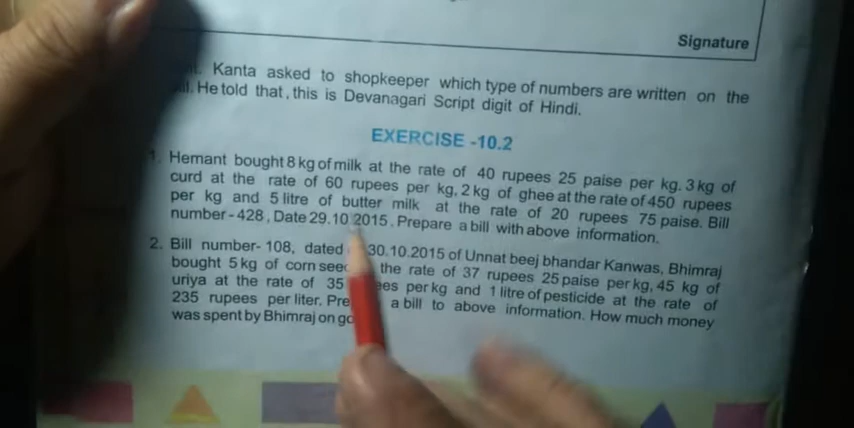 Signature
Kanta asked to shopkeeper which type of numbers are written on the
He told that, this is Devanagari Script digit of Hindi.
EXERCISE -10.2
1. Hemant bought 8 kg of milk at the rate of 40 rupees 25 paise per kg. 3 kg of
curd at the rate of 60 rupees per kg, 2 kg of ghee at the rate of 450 rupees
per kg and 5 litre of butter milk at the rate of 20 rupees 75 paise. Bill
number - 428, Date 29.10.2015. Prepare a bill with above information.
2. Bill number- 108, dated 30.10.2015 of Unnat beej bhandar Kanwas, Bhimraj
bought 5 kg of corn the rate of 37 rupees 25 paise per kg, 45 kg of
uriya at the rate of 35 per kg and 1 litre of pesticide at the rate of
235 rupees per liter. a bill to above information. How much money
was spent by Bhimraj on